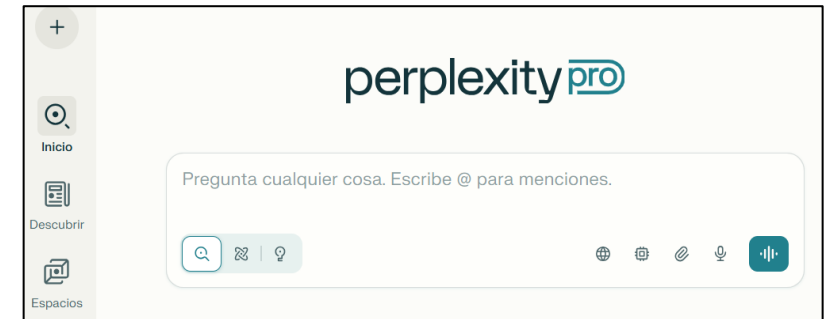 perplexity pro
Inicio
Pregunta cualquier cosa. Escribe @ para menciones.
Descubrir
Espacios